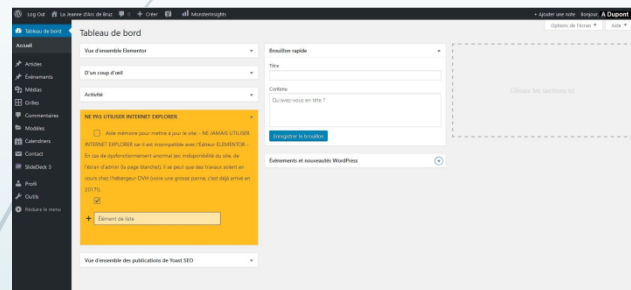 Log Out
La Jeanne d'Arc de Bruz
+ Créer
MonsterInsights
+ Ajouter une note
Bonjour, A Dupont
Tableau de bord
Accueil
Articles
Évènements
Médias
Grilles
Commentaires
Modèles
Calendriers
Contact
SlideDeck 3
Profil
Outils
Réduire le menu
Options de l'écran
Aide
Tableau de bord
Vue d'ensemble Elementor
D'un coup d'œil
Activité
NE PAS UTILISER INTERNET EXPLORER.
Aide mémoire pour mettre à jour le site - NE JAMAIS UTILISER
INTERNET EXPLORER car il est incompatible avec l'Editeur ELEMENTOR -
En cas de dysfonctionnement anormal (ex: indisponibilité du site, de
l'écran d'admin (la page blanche), il se peut que des travaux soient en
cours chez l'hébergeur OVH (voire une grosse panne, c'est déjà arrivé en
2017!).
+ Élément de liste
Vue d'ensemble des publications de Yoast SEO
Brouillon rapide
Titre
Contenu
Qu'avez-vous en tête ?
Enregistrer le brouillon
Évènements et nouveautés WordPress
Glissez les sections ici